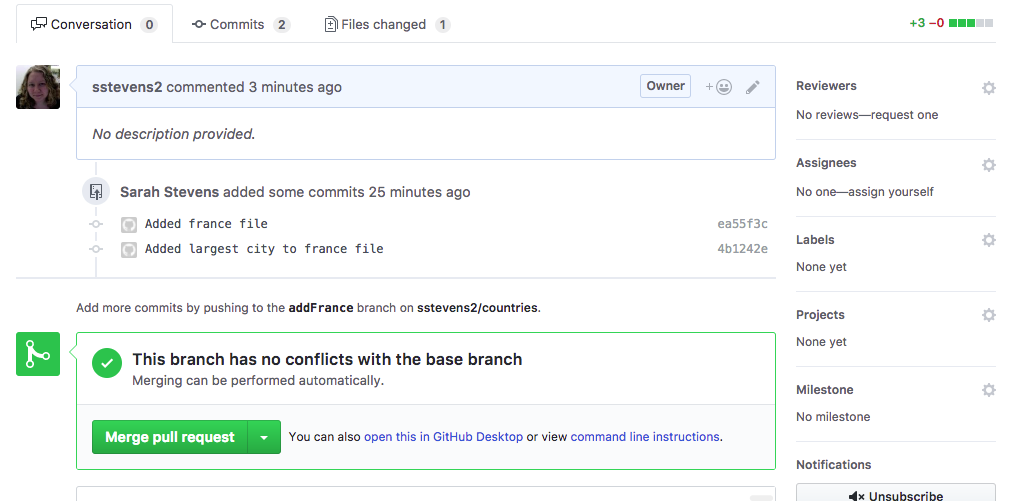 Conversation 0 Commits 2 Files changed 1 +3 −0
sstevens2 commented 3 minutes ago Owner +
No description provided.
Sarah Stevens added some commits 25 minutes ago
Added france file ea55f3c
Added largest city to france file 4b1242e
Add more commits by pushing to the addFrance branch on sstevens2/countries.
This branch has no conflicts with the base branch
Merging can be performed automatically.
Merge pull request You can also open this in GitHub Desktop or view command line instructions.
Reviewers
No reviews—request one
Assignees
No one—assign yourself
Labels
None yet
Projects
None yet
Milestone
No milestone
Notifications
Unsubscribe